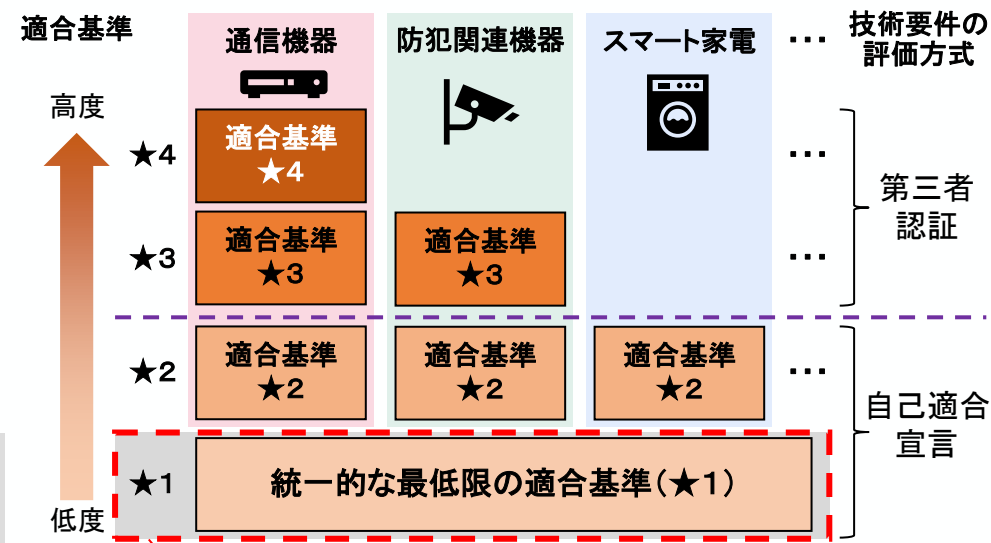 適合基準
通信機器
防犯関連機器
スマート家電
…
技術要件の
評価方式
高度
★4
適合基準
★4
…
第三者
認証
★3
適合基準
★3
適合基準
★3
…
★2
適合基準
★2
適合基準
★2
適合基準
★2
…
自己適合
宣言
★1
統一的な最低限の適合基準(★1)
低度